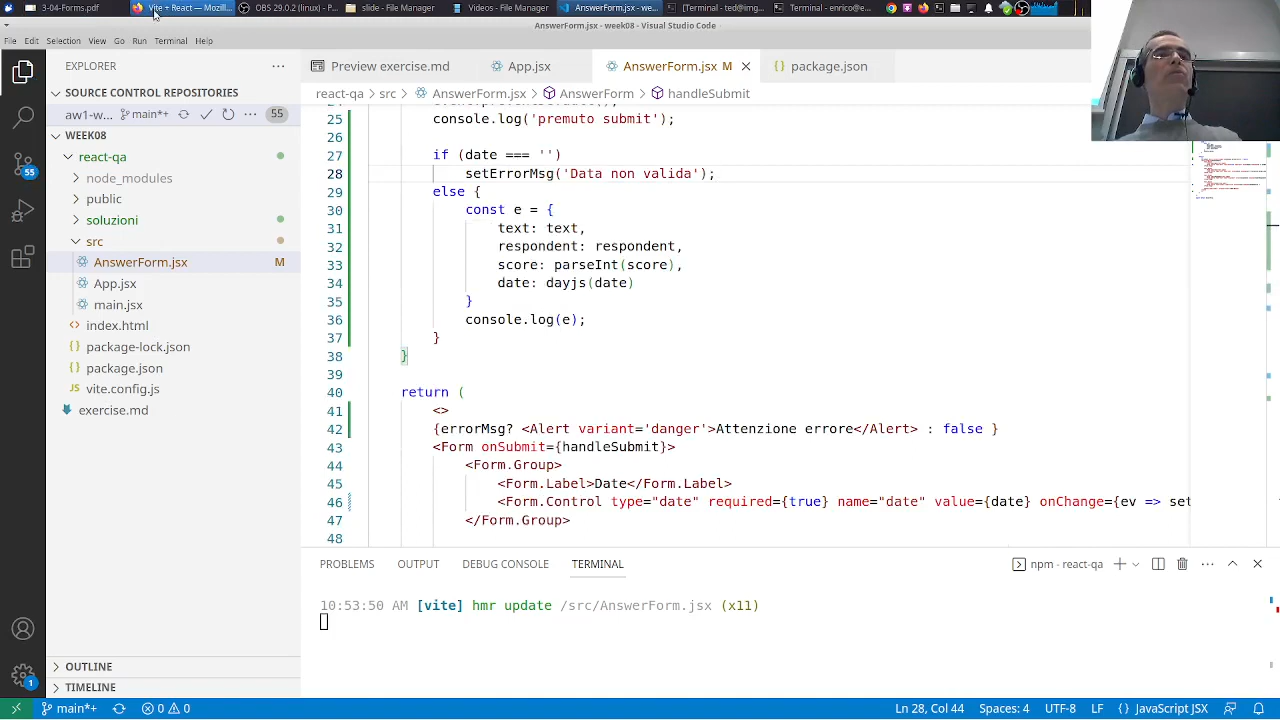 3-04-Forms.pdf
Vite + React — Mozill...
OBS 29.0.2 (linux) - P...
slide-File Manager
Videos-File Manager
AnswerForm.jsx - we...
[Terminal - ted@ing...
Terminal - enrico@...
AnswerForm.jsx - week08 - Visual Studio Code
File Edit Selection View Go Run Terminal Help
EXPLORER
SOURCE CONTROL REPOSITORIES
aw1-w... main*+ 55
WEEK08
react-qa
node_modules
public
soluzioni
src
AnswerForm.jsx M
App.jsx
main.jsx
index.html
package-lock.json
package.json
JS vite.config.js
exercise.md
OUTLINE
TIMELINE
55
1
Preview exercise.md
App.jsx
AnswerForm.jsx M
package.json
react-qa > src > AnswerForm.jsx > AnswerForm > handleSubmit
25 console.log('premuto submit');
26
27 if (date === '')
28 setErrorMsg('Data non valida');
29 else {
30 const e = {
31 text: text,
32 respondent: respondent,
33 score: parseInt(score),
34 date: dayjs(date)
35 }
36 console.log(e);
37 }
38 }
39
40 return (
41 <>
42 {errorMsg? <Alert variant='danger'>Attenzione errore</Alert> : false }
43 <Form onSubmit={handleSubmit}>
44 <Form.Group>
45 <Form.Label>Date</Form.Label>
46 <Form.Control type="date" required={true} name="date" value={date} onChange={ev => set
47 </Form.Group>
48
PROBLEMS OUTPUT DEBUG CONSOLE TERMINAL
npm - react-qa
10:53:50 AM [vite] hmr update /src/AnswerForm.jsx (x11)
main*+ 0 0
Ln 28, Col 44 Spaces: 4 UTF-8 LF {} JavaScript JSX